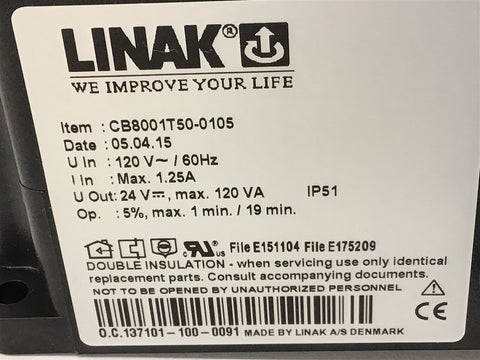 LINAK®
WE IMPROVE YOUR LIFE
Item : CB8001T50-0105
Date : 05.04.15
U In : 120 V~ / 60Hz
I In : Max. 1.25A
U Out: 24 V⎓, max. 120 VA IP51
Op. : 5%, max. 1 min. / 19 min.
c RU US File E151104 File E175209
DOUBLE INSULATION - when servicing use only identical
replacement parts. Consult accompanying documents.
NOT TO BE OPENED BY UNAUTHORIZED PERSONNEL
CE
O.C.137101-100-0091 MADE BY LINAK A/S DENMARK